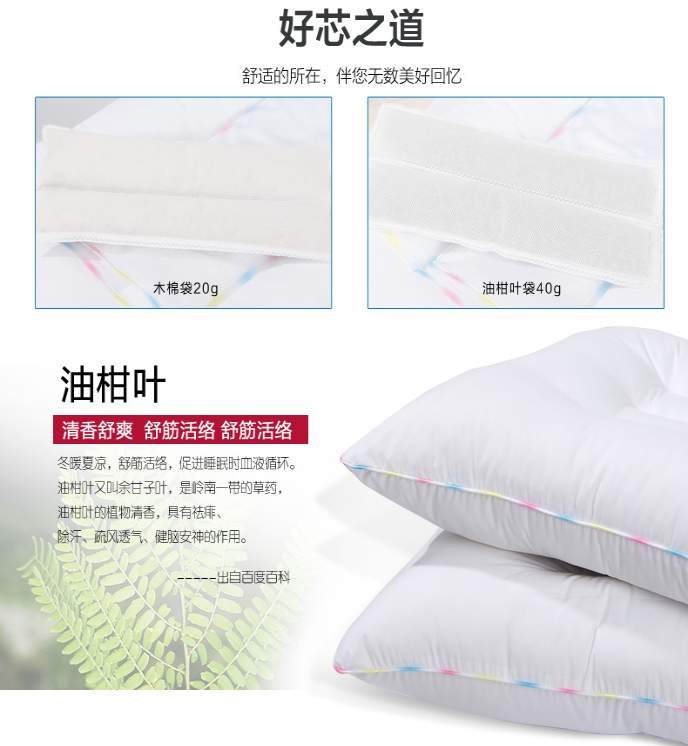 好芯之道
舒适的所在，伴您无数美好回忆
木棉袋20g
油柑叶袋40g
油柑叶
清香舒爽 舒筋活络 舒筋活络
冬暖夏凉，舒筋活络，促进睡眠时血液循环。
油柑叶又叫余甘子叶，是岭南一带的草药，
油柑叶的植物清香，具有祛痱、
除汗、疏风透气、健脑安神的作用。
-----出自百度百科